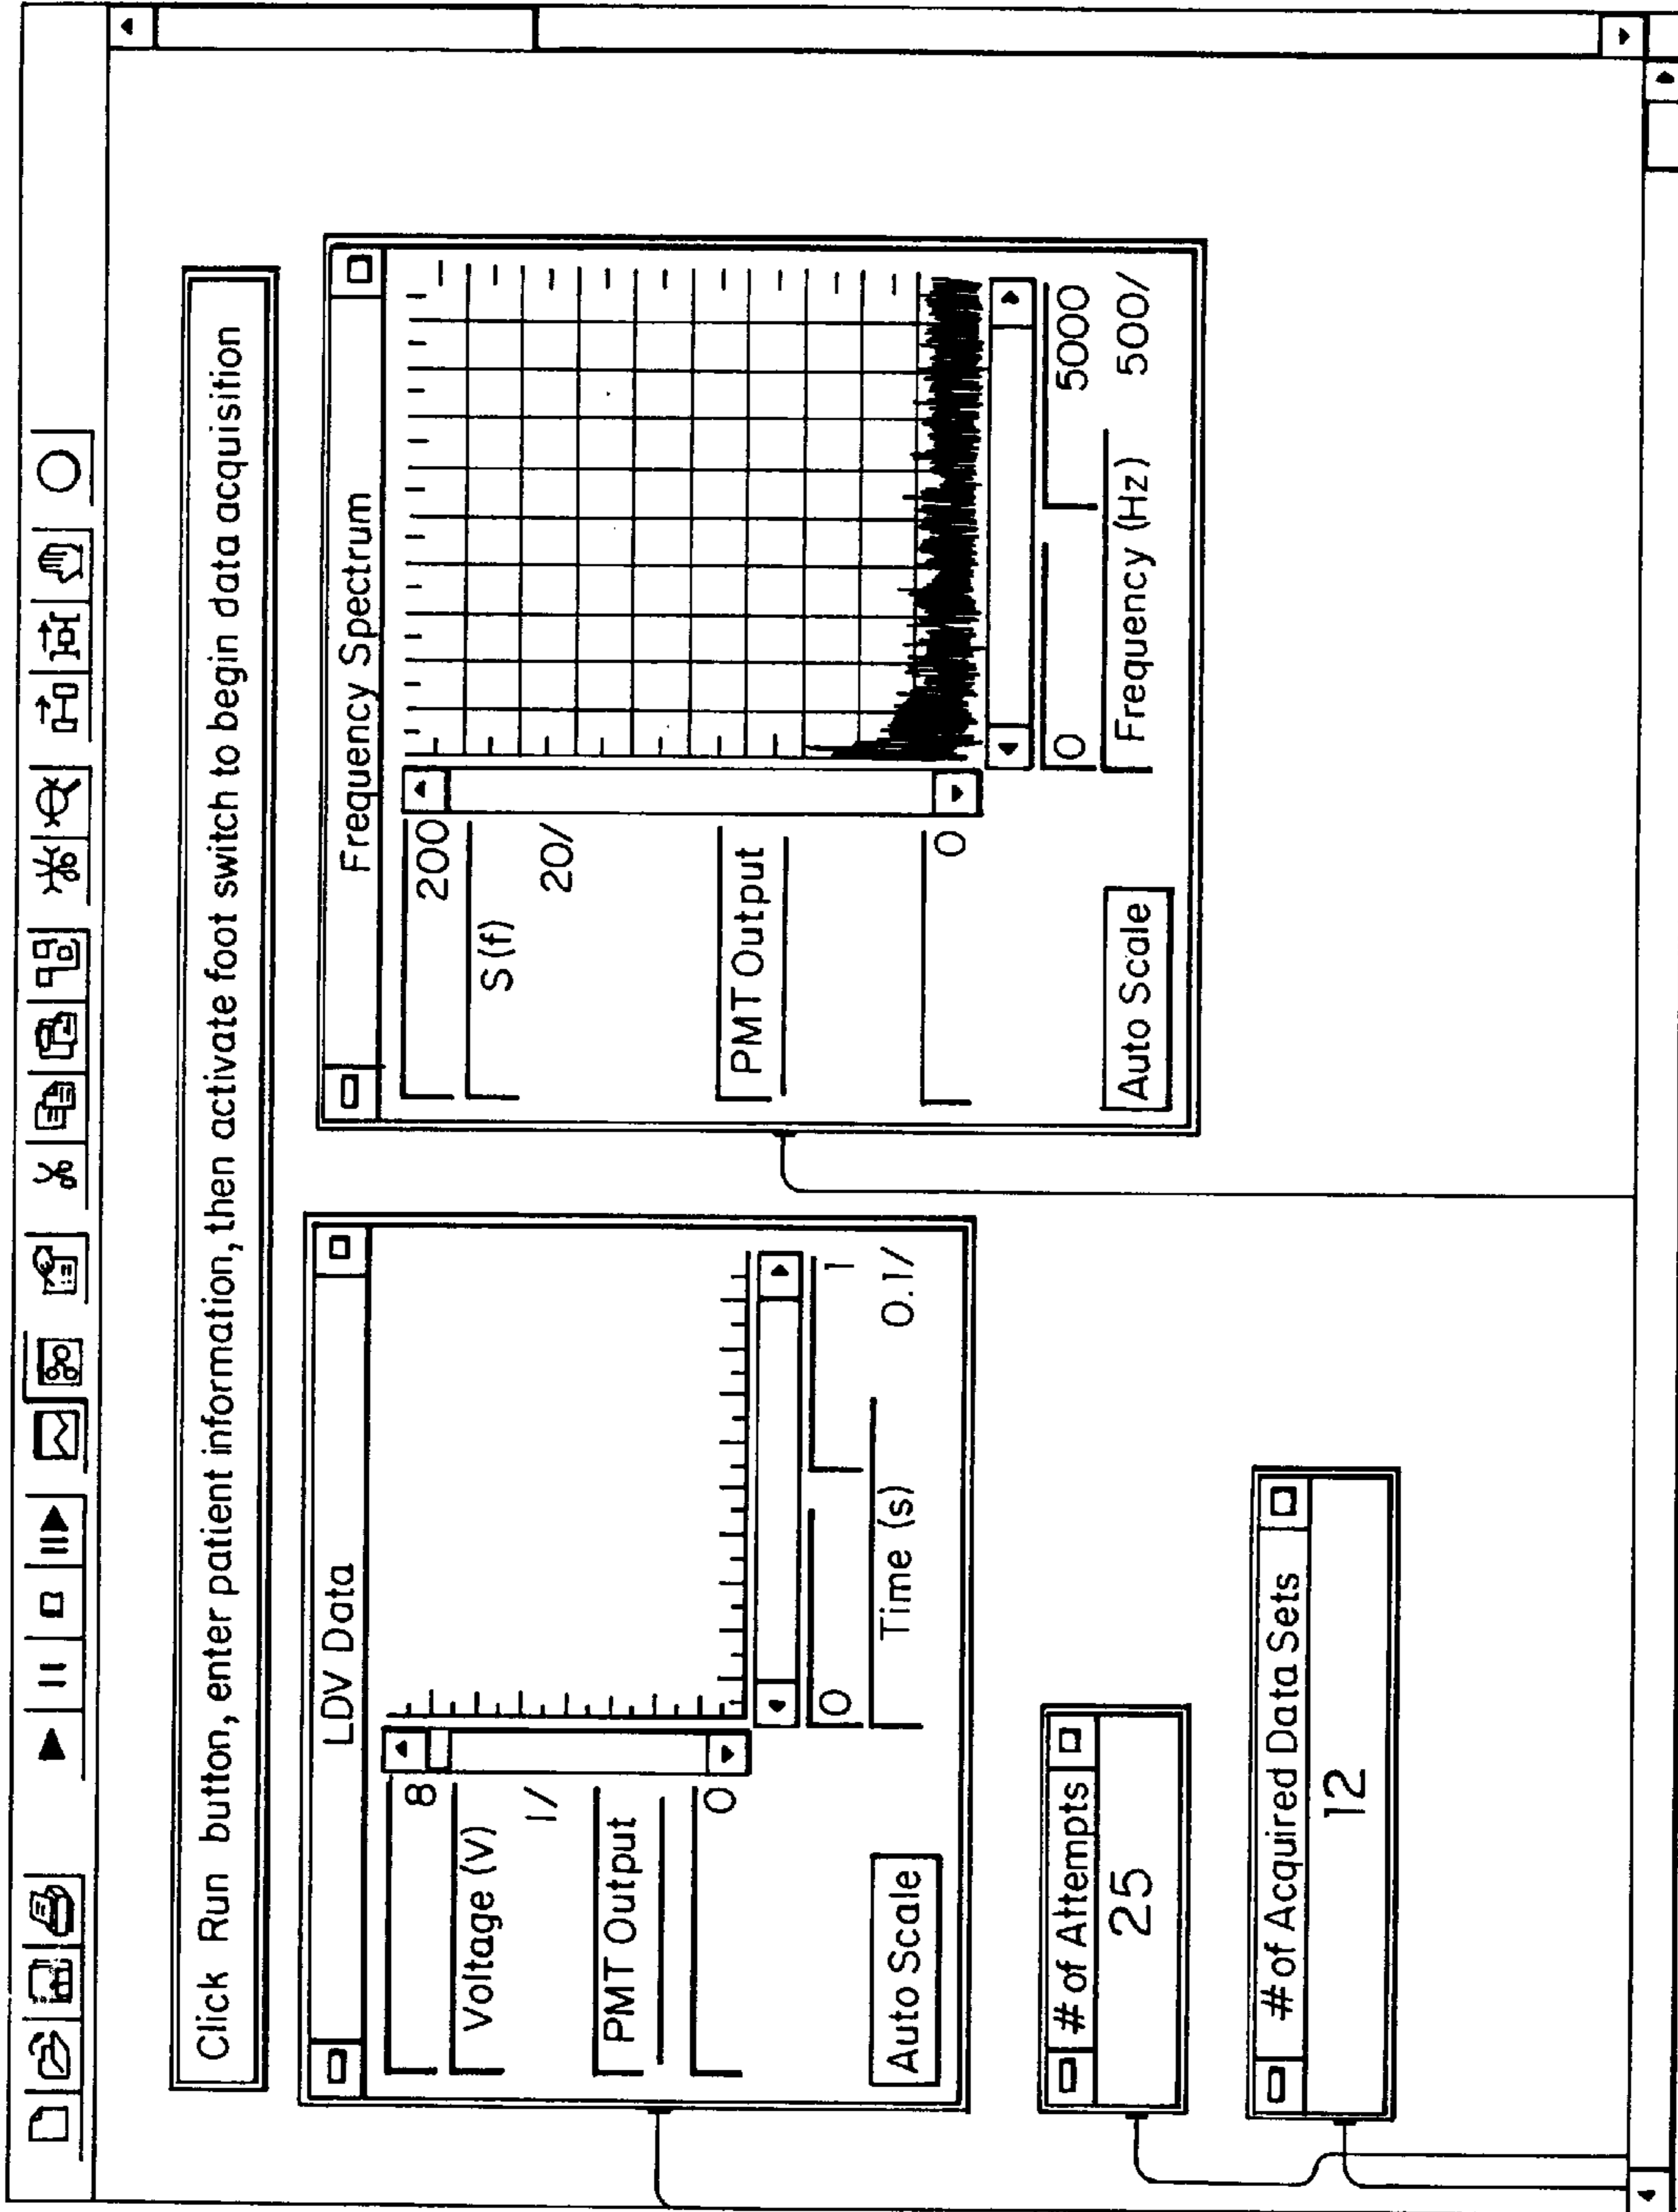 Click Run button, enter patient information, then activate foot switch to begin data acquisition
LDV Data
8
Voltage (V)
1/
PMT Output
0
0
1
Time (s)
0.1/
Auto Scale
Frequency Spectrum
200
S (f)
20/
PMT Output
0
0
5000
Frequency (Hz)
500/
Auto Scale
# of Attempts
25
# of Acquired Data Sets
12